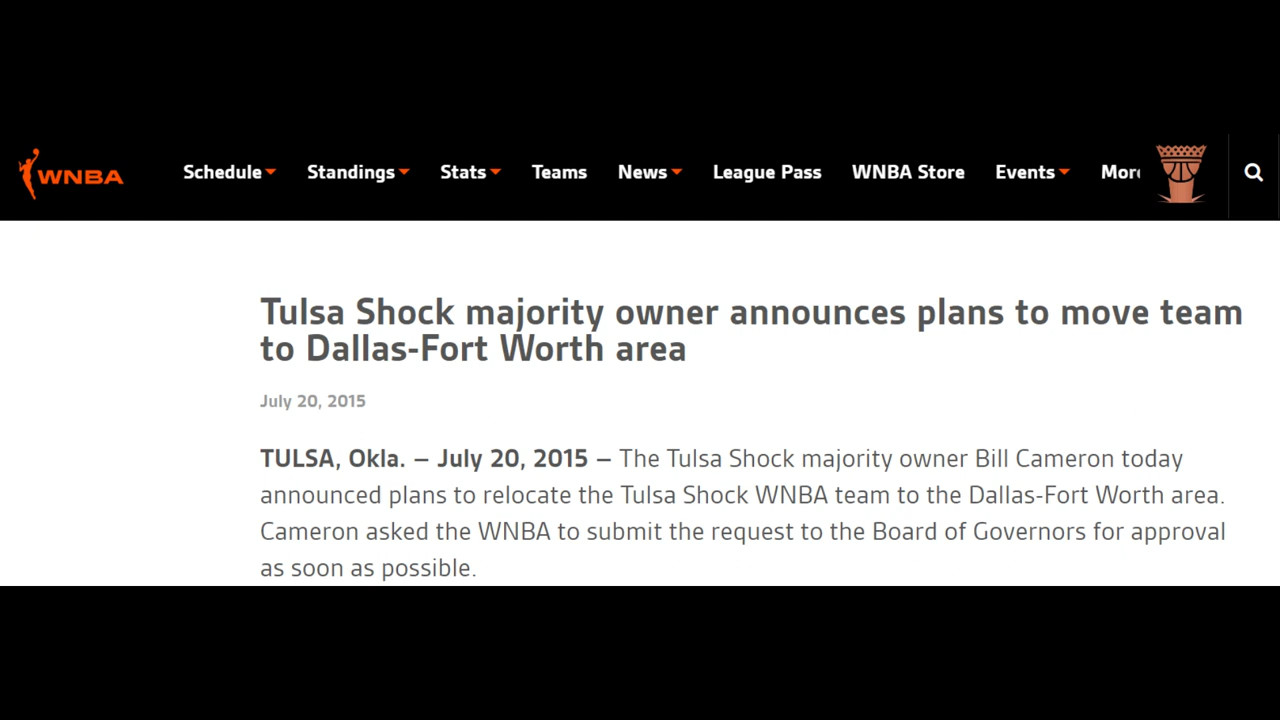 WNBA Schedule Standings Stats Teams News League Pass WNBA Store Events More
Tulsa Shock majority owner announces plans to move team
to Dallas-Fort Worth area
July 20, 2015
TULSA, Okla. – July 20, 2015 – The Tulsa Shock majority owner Bill Cameron today
announced plans to relocate the Tulsa Shock WNBA team to the Dallas-Fort Worth area.
Cameron asked the WNBA to submit the request to the Board of Governors for approval
as soon as possible.